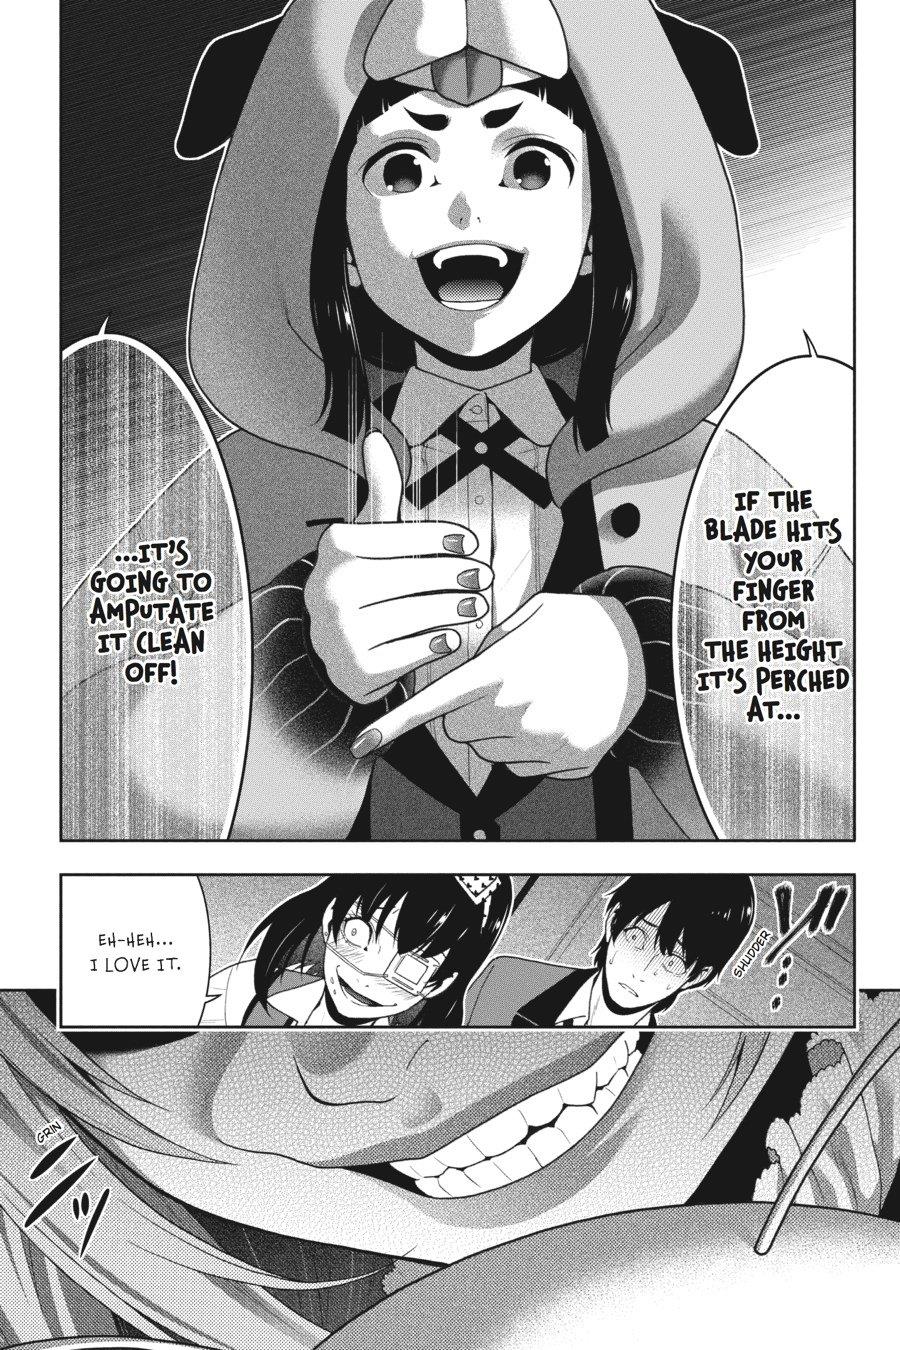 IF THE
BLADE HITS
YOUR
FINGER
FROM
THE HEIGHT
IT'S PERCHED
AT...
...IT'S
GOING TO
AMPUTATE
IT CLEAN
OFF!
SHUDDER
EH-HEH...
I LOVE IT.
GRIN